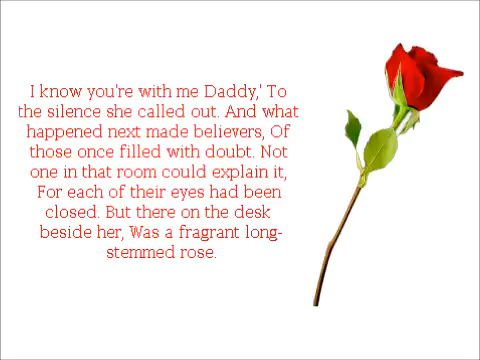 I know you're with me Daddy,' To
the silence she called out. And what
happened next made believers, Of
those once filled with doubt. Not
one in that room could explain it,
For each of their eyes had been
closed. But there on the desk
beside her, Was a fragrant long-
stemmed rose.